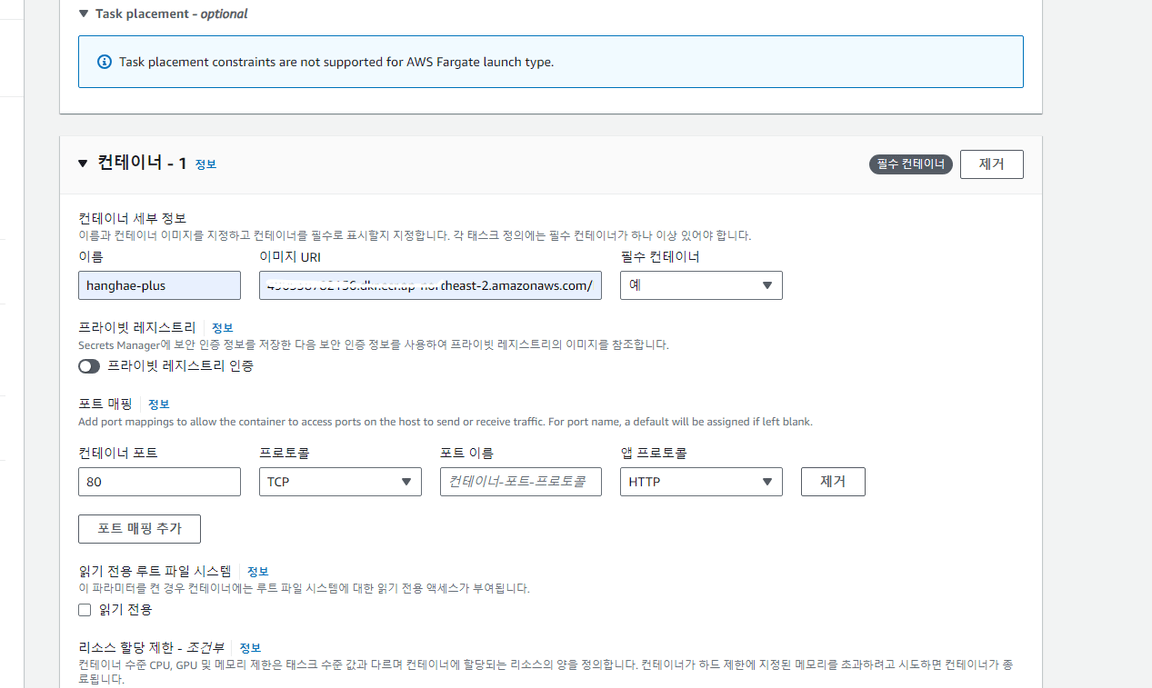 Task placement - optional
Task placement constraints are not supported for AWS Fargate launch type.
컨테이너 - 1 정보
필수 컨테이너
제거
컨테이너 세부 정보
이름과 컨테이너 이미지를 지정하고 컨테이너를 필수로 표시할지 지정합니다. 각 태스크 정의에는 필수 컨테이너가 하나 이상 있어야 합니다.
이름 이미지 URI 필수 컨테이너
hanghae-plus theast-2.amazonaws.com/ 예
프라이빗 레지스트리 정보
Secrets Manager에 보안 인증 정보를 저장한 다음 보안 인증 정보를 사용하여 프라이빗 레지스트리의 이미지를 참조합니다.
프라이빗 레지스트리 인증
포트 매핑 정보
Add port mappings to allow the container to access ports on the host to send or receive traffic. For port name, a default will be assigned if left blank.
컨테이너 포트 프로토콜 포트 이름 앱 프로토콜
80 TCP 컨테이너-포트-프로토콜 HTTP 제거
포트 매핑 추가
읽기 전용 루트 파일 시스템 정보
이 파라미터를 켠 경우 컨테이너에는 루트 파일 시스템에 대한 읽기 전용 액세스가 부여됩니다.
읽기 전용
리소스 할당 제한 - 조건부 정보
컨테이너 수준 CPU, GPU 및 메모리 제한은 태스크 수준 값과 다르며 컨테이너에 할당되는 리소스의 양을 정의합니다. 컨테이너가 하드 제한에 지정된 메모리를 초과하려고 시도하면 컨테이너가 종
료됩니다.